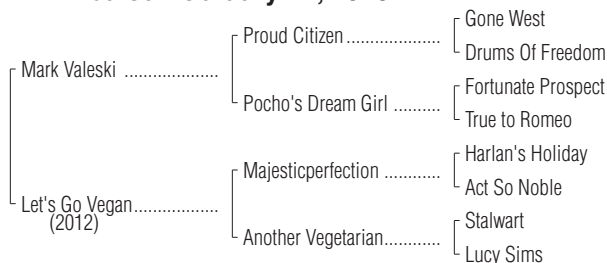 Gone West
Proud Citizen
Drums Of Freedom
Mark Valeski
Fortunate Prospect
Pocho's Dream Girl
True to Romeo
Harlan's Holiday
Majesticperfection
Act So Noble
Let's Go Vegan
(2012)
Stalwart
Another Vegetarian
Lucy Sims